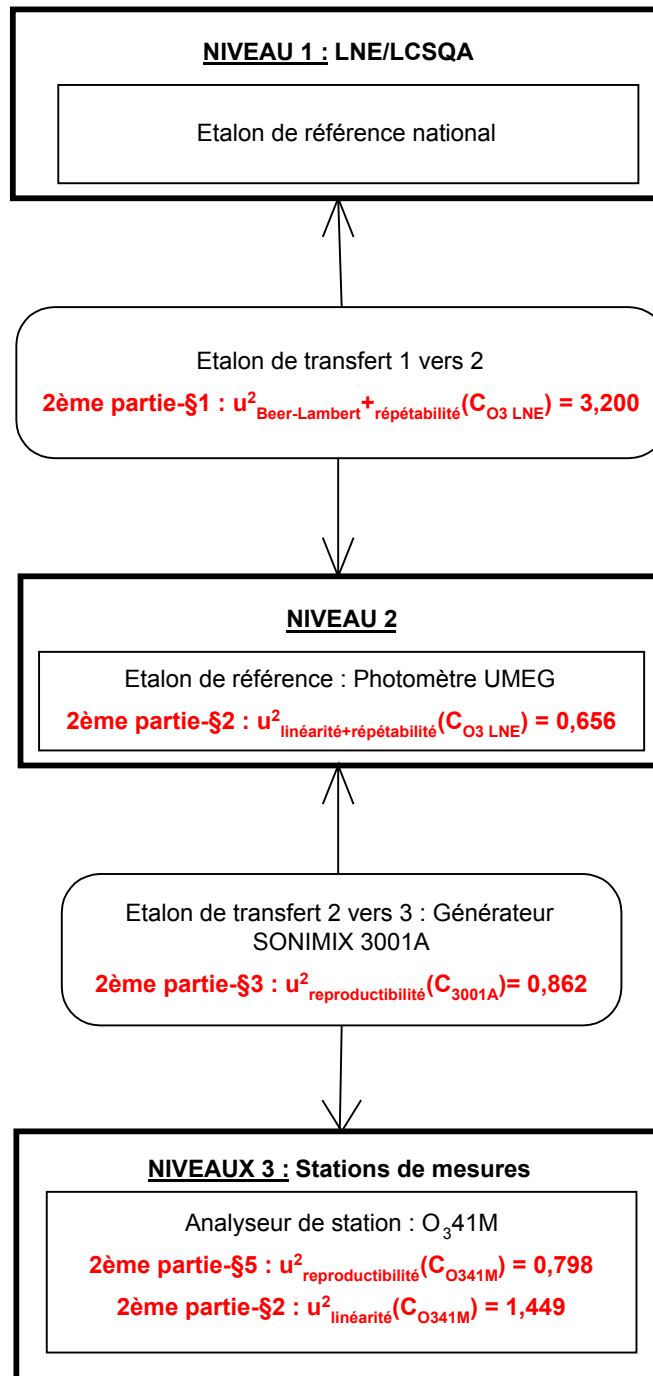 NIVEAU 1 : LNE/LCSQA
Etalon de référence national
Etalon de transfert 1 vers 2
2ème partie-§1 : u²Beer-Lambert+répétabilité(CO3 LNE) = 3,200
NIVEAU 2
Etalon de référence : Photomètre UMEG
2ème partie-§2 : u²linéarité+répétabilité(CO3 LNE) = 0,656
Etalon de transfert 2 vers 3 : Générateur
SONIMIX 3001A
2ème partie-§3 : u²reproductibilité(C3001A)= 0,862
NIVEAUX 3 : Stations de mesures
Analyseur de station : O341M
2ème partie-§5 : u²reproductibilité(CO341M) = 0,798
2ème partie-§2 : u²linéarité(CO341M) = 1,449